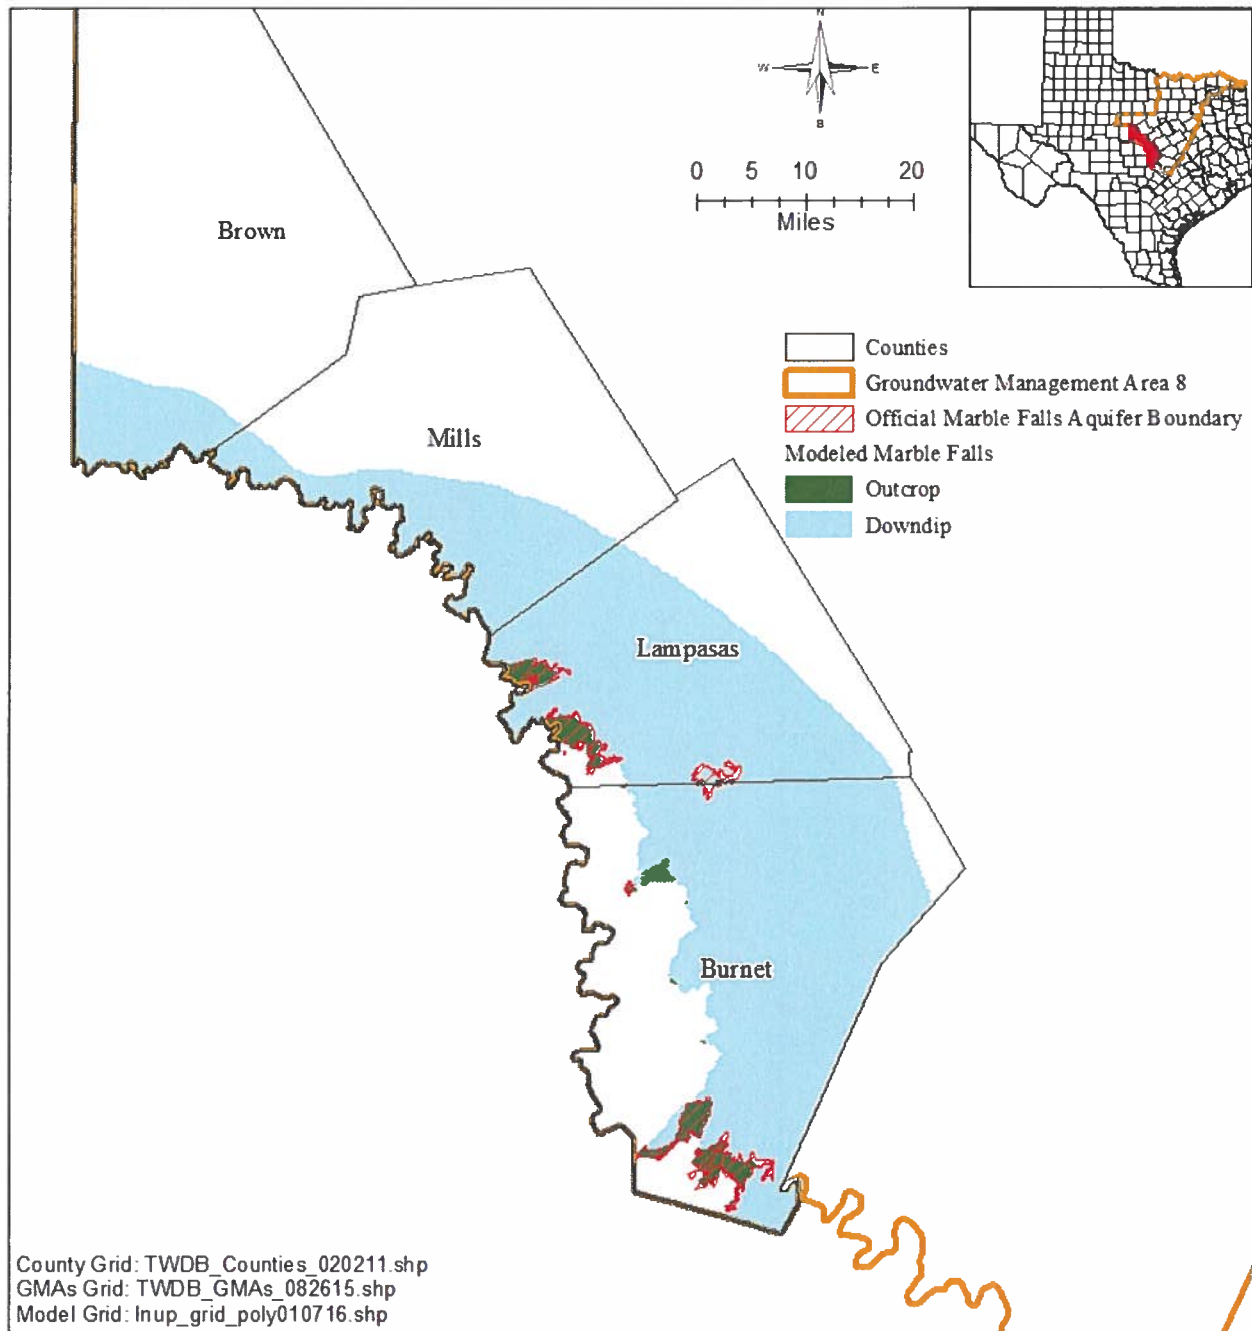 N
W E
S
0 5 10 20
Miles
Brown
Counties
Groundwater Management Area 8
Official Marble Falls Aquifer Boundary
Mills
Modeled Marble Falls
Outcrop
Downdip
Lampasas
Burnet
County Grid: TWDB_Counties_020211.shp
GMAs Grid: TWDB_GMAs_082615.shp
Model Grid: lnup_grid_poly010716.shp